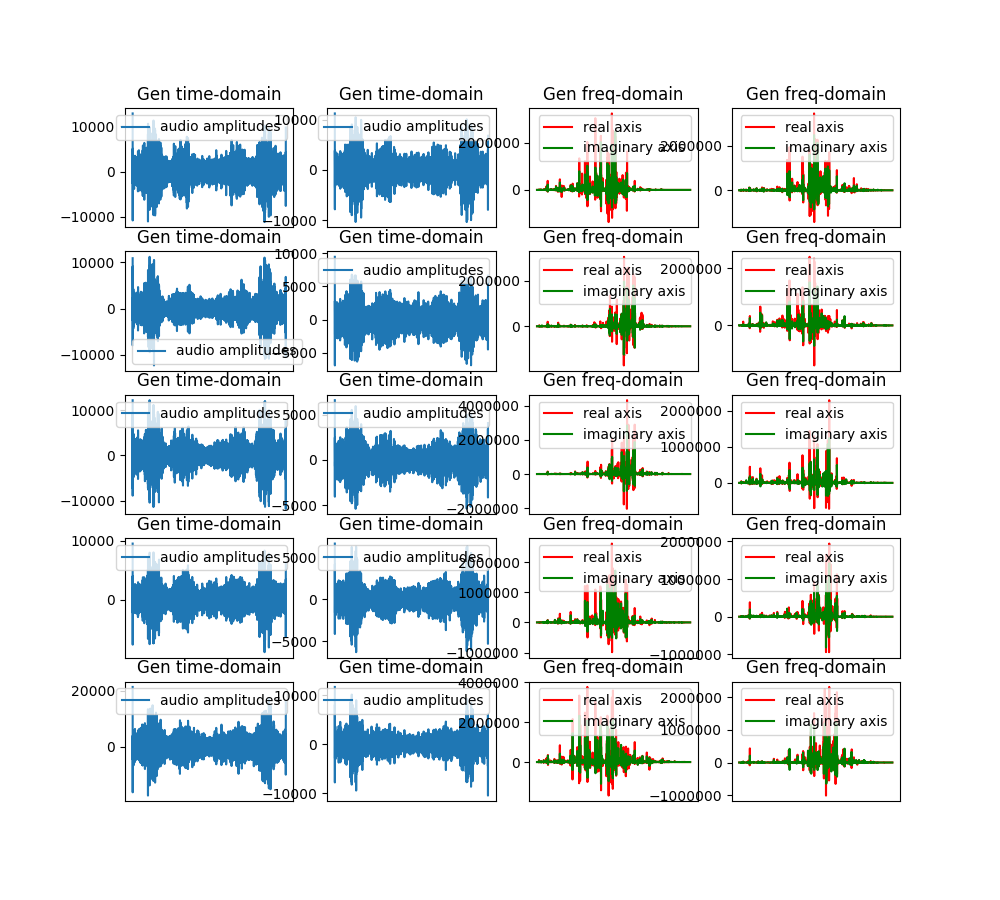 Gen time-domain
audio amplitudes
10000
0
−10000
Gen time-domain
audio amplitudes
10000
0
−10000
Gen freq-domain
real axis
imaginary axis
2000000
0
Gen freq-domain
real axis
imaginary axis
2000000
0
Gen time-domain
10000
0
−10000
audio amplitudes
Gen time-domain
audio amplitudes
10000
5000
0
−5000
Gen freq-domain
real axis
imaginary axis
2000000
0
Gen freq-domain
real axis
imaginary axis
2000000
0
Gen time-domain
audio amplitudes
10000
0
−10000
Gen time-domain
audio amplitudes
5000
0
−5000
Gen freq-domain
real axis
imaginary axis
4000000
2000000
0
−2000000
Gen freq-domain
real axis
imaginary axis
2000000
1000000
0
Gen time-domain
audio amplitudes
10000
0
Gen time-domain
audio amplitudes
5000
0
−5000
Gen freq-domain
real axis
imaginary axis
2000000
1000000
0
−1000000
Gen freq-domain
real axis
imaginary axis
2000000
1000000
0
−1000000
Gen time-domain
audio amplitudes
20000
0
Gen time-domain
audio amplitudes
10000
0
−10000
Gen freq-domain
real axis
imaginary axis
4000000
2000000
0
Gen freq-domain
real axis
imaginary axis
2000000
1000000
0
−1000000